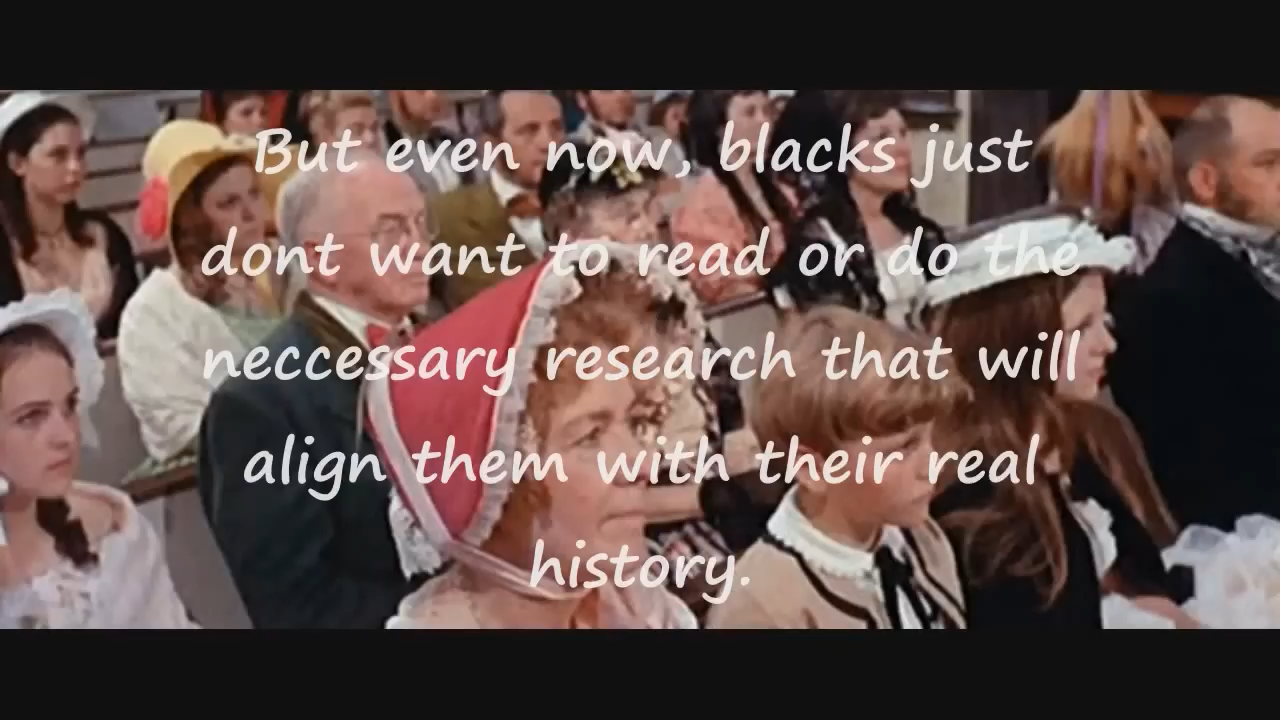 But even now, blacks just
dont want to read or do the
neccessary research that will
align them with their real
history.